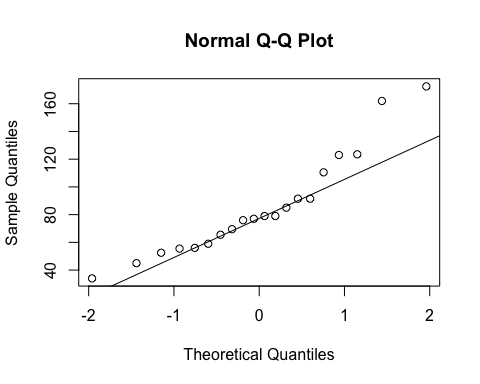 Normal Q-Q Plot
Sample Quantiles
160
120
80
40
-2 -1 0 1 2
Theoretical Quantiles